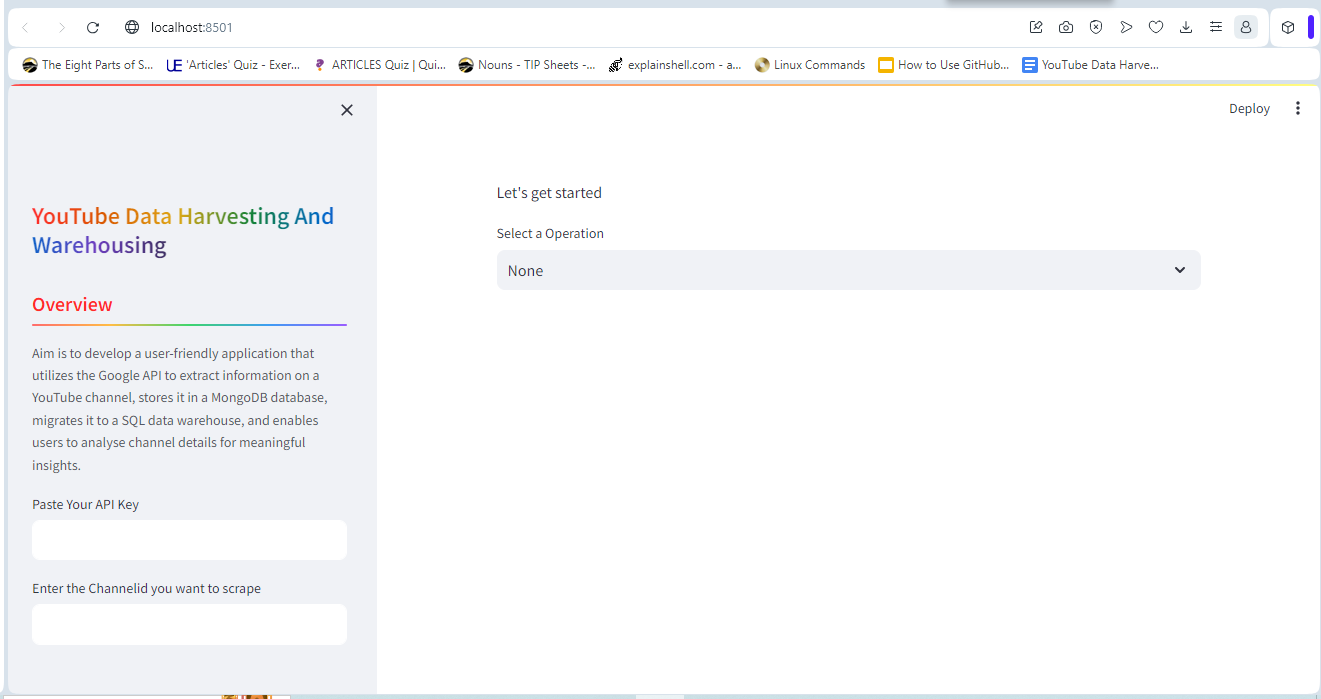 localhost:8501
The Eight Parts of S...
UE 'Articles' Quiz - Exer...
ARTICLES Quiz | Qui...
Nouns - TIP Sheets -...
explainshell.com - a...
Linux Commands
How to Use GitHub...
YouTube Data Harve...
Deploy
YouTube Data Harvesting And
Warehousing
Overview
Aim is to develop a user-friendly application that
utilizes the Google API to extract information on a
YouTube channel, stores it in a MongoDB database,
migrates it to a SQL data warehouse, and enables
users to analyse channel details for meaningful
insights.
Paste Your API Key
Enter the Channelid you want to scrape
Let's get started
Select a Operation
None